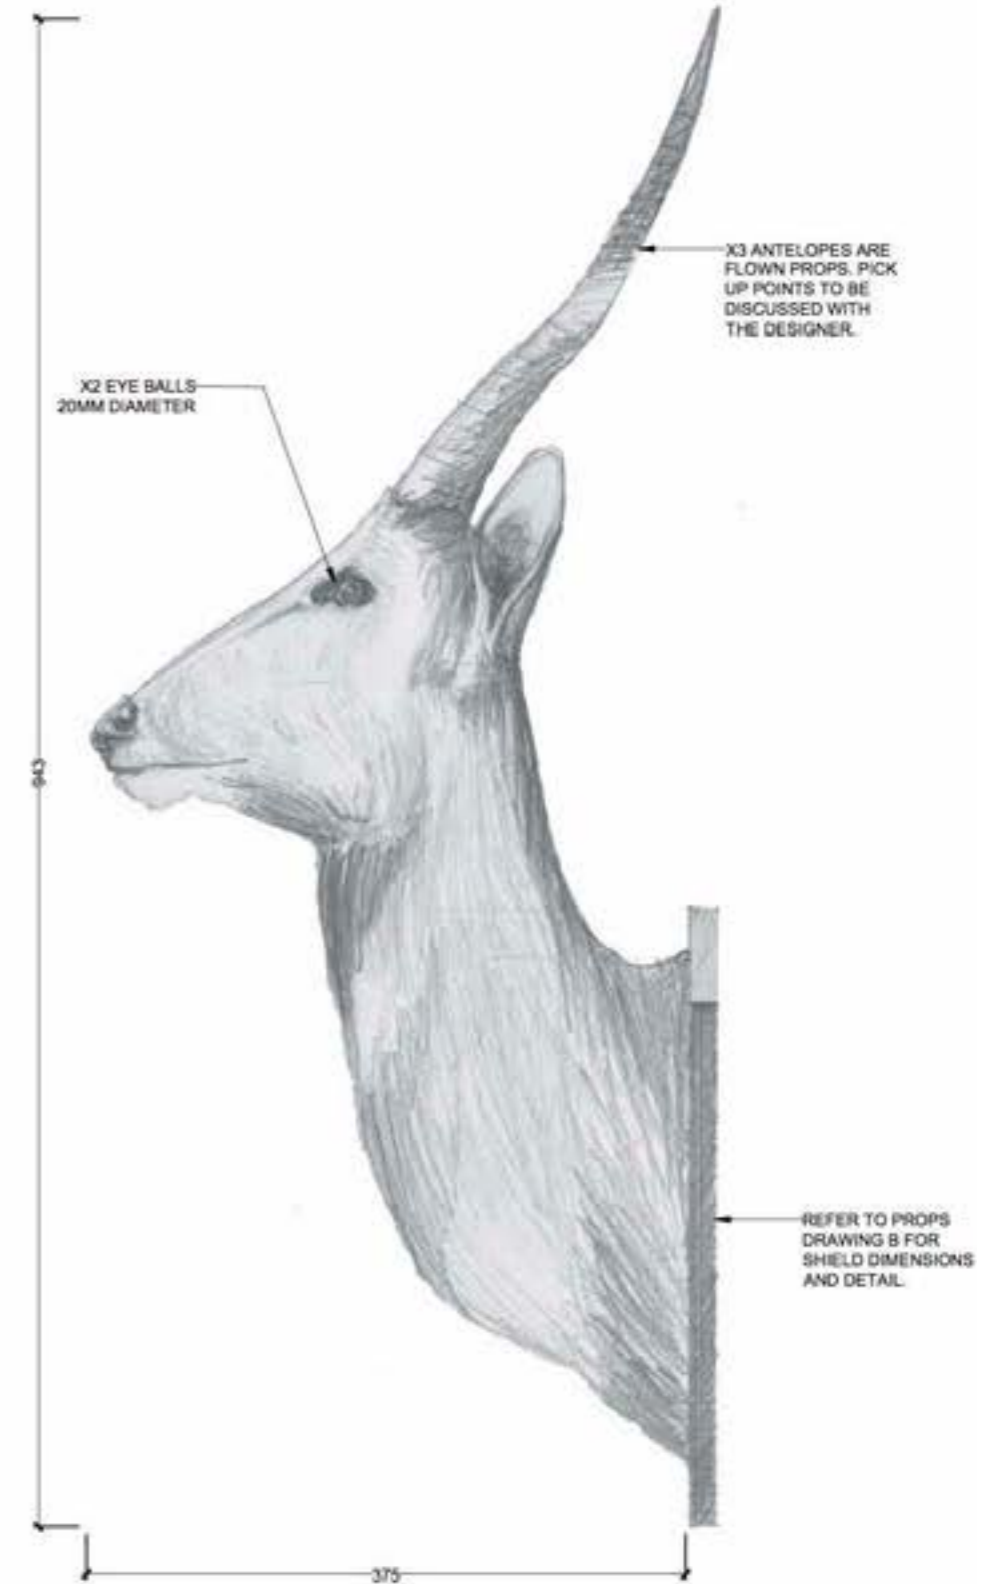 X3 ANTELOPES ARE
FLOWN PROPS. PICK
UP POINTS TO BE
DISCUSSED WITH
THE DESIGNER.
X2 EYE BALLS
20MM DIAMETER
943
REFER TO PROPS
DRAWING B FOR
SHIELD DIMENSIONS
AND DETAIL.
375